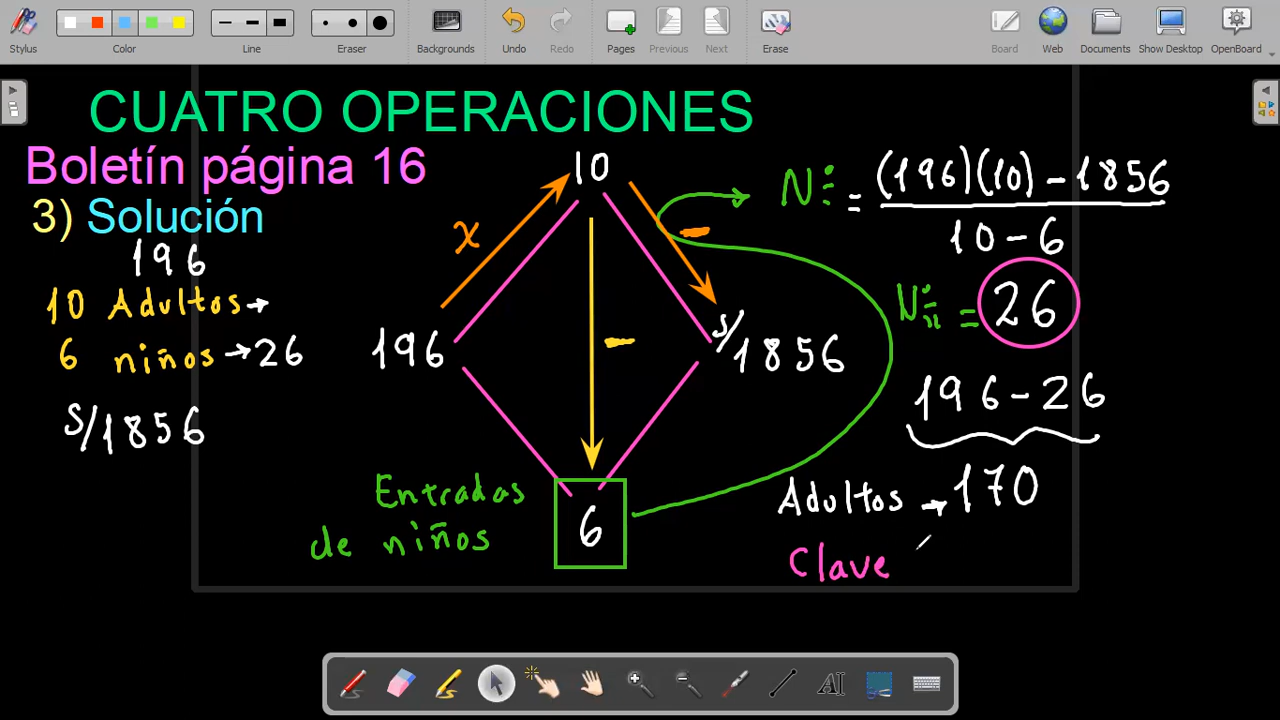 Stylus
Color
Line
Eraser
Backgrounds
Undo
Redo
Pages
Previous
Next
Erase
Board
Web
Documents
Show Desktop
OpenBoard
CUATRO OPERACIONES
Boletín página 16
3) Solución
196
10 Adultos →
6 niños → 26
S/1856
x
10
-
-
196
S/1856
6
Entradas
de niños
N° = (196)(10) - 1856
10 - 6
N°n = 26
196 - 26
Adultos → 170
Clave
AI